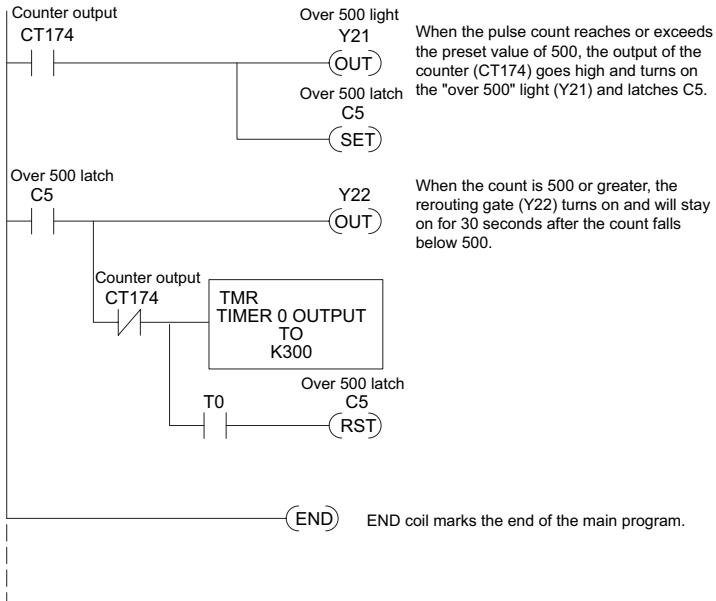 Counter output
CT174
Over 500 light
Y21
OUT
When the pulse count reaches or exceeds
the preset value of 500, the output of the
counter (CT174) goes high and turns on
the "over 500" light (Y21) and latches C5.
Over 500 latch
C5
SET
Over 500 latch
C5
Y22
OUT
When the count is 500 or greater, the
rerouting gate (Y22) turns on and will stay
on for 30 seconds after the count falls
below 500.
Counter output
CT174
TMR
TIMER 0 OUTPUT
TO
K300
Over 500 latch
T0
C5
RST
END
END coil marks the end of the main program.